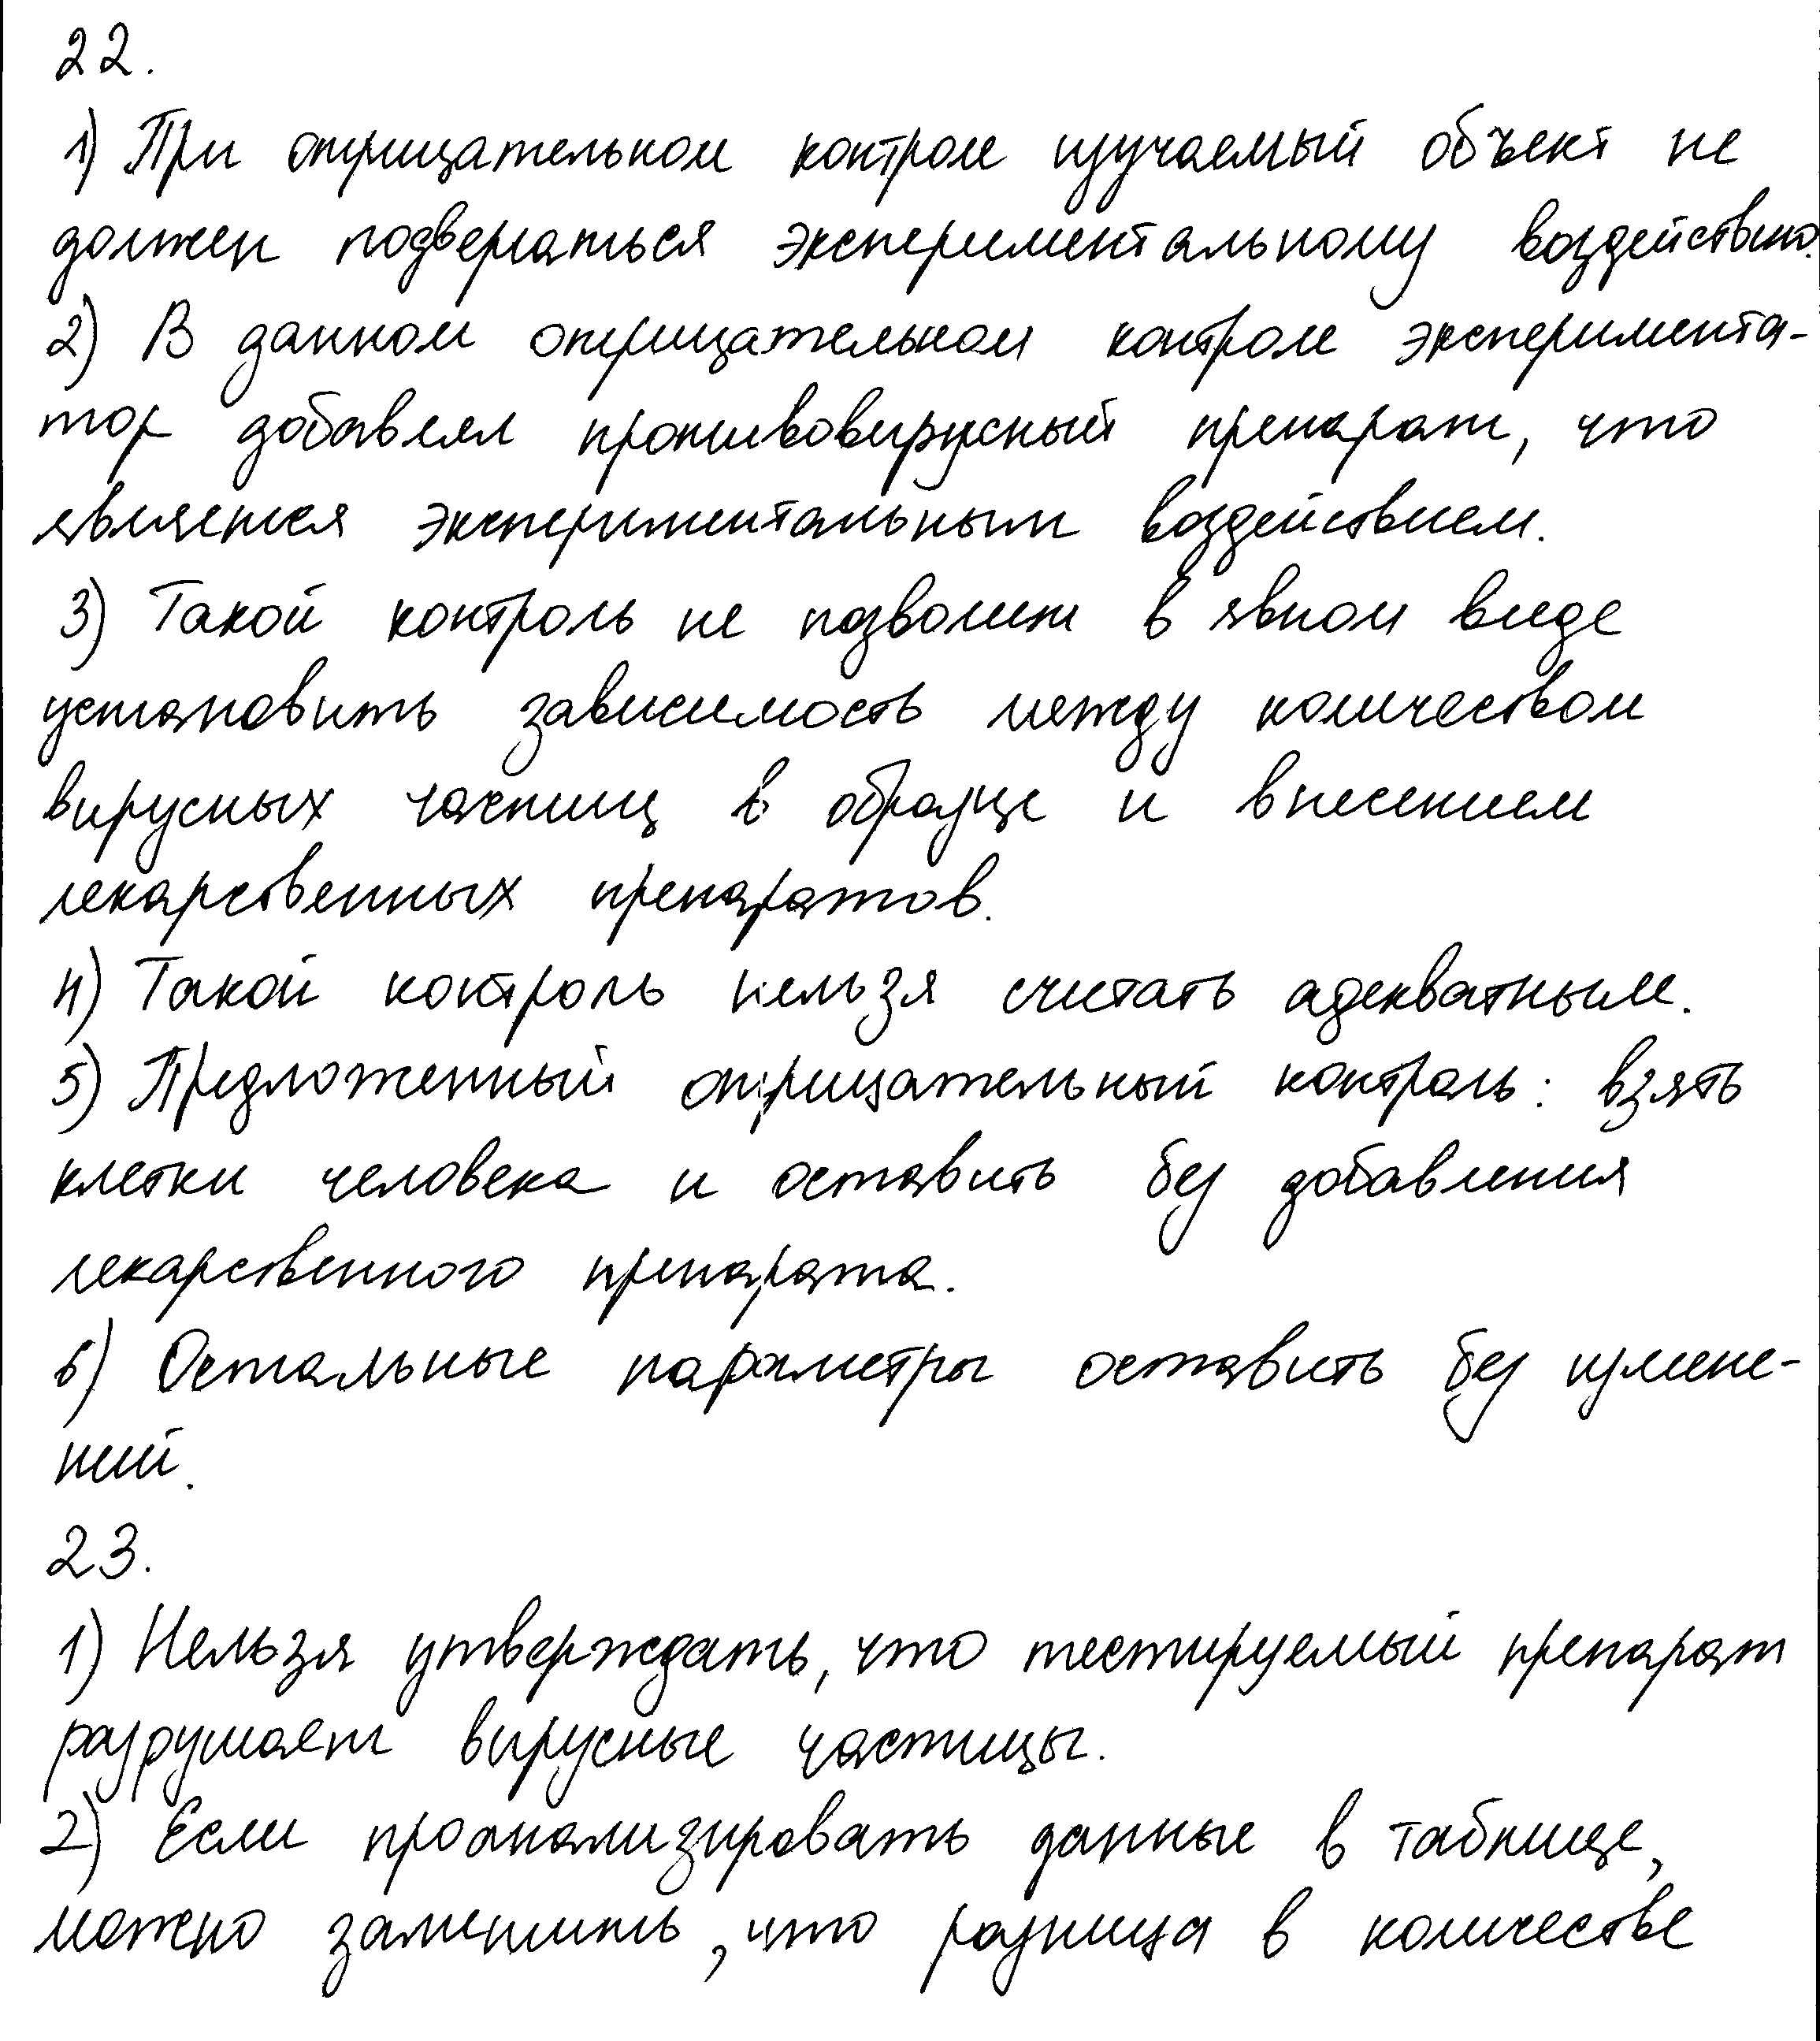 22.
1) При отрицательном контроле изучаемый объект не
должен подвергаться экспериментальному воздействию.
2) В данном отрицательном контроле экспериментa-
тор добавлял противовирусный препарат, что
является экспериментальным воздействием.
3) Такой контроль не позволит в явном виде
установить зависимость между количеством
вирусных частиц в образце и внесением
лекарственных препаратов.
4) Такой контроль нельзя считать адекватным.
5) Предложенный отрицательный контроль: взять
клетки человека и оставить без добавления
лекарственного препарата.
6) Остальные параметры оставить без измене-
ний.
23.
1) Нельзя утверждать, что тестируемый препарат
разрушает вирусные частицы.
2) Если проанализировать данные в таблице,
можно заметить, что разница в количестве